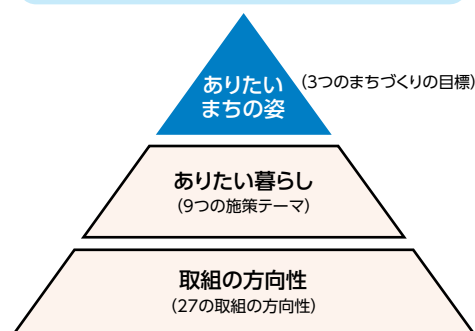 ありたい
まちの姿
(3つのまちづくりの目標)
ありたい暮らし
(9つの施策テーマ)
取組の方向性
(27の取組の方向性)